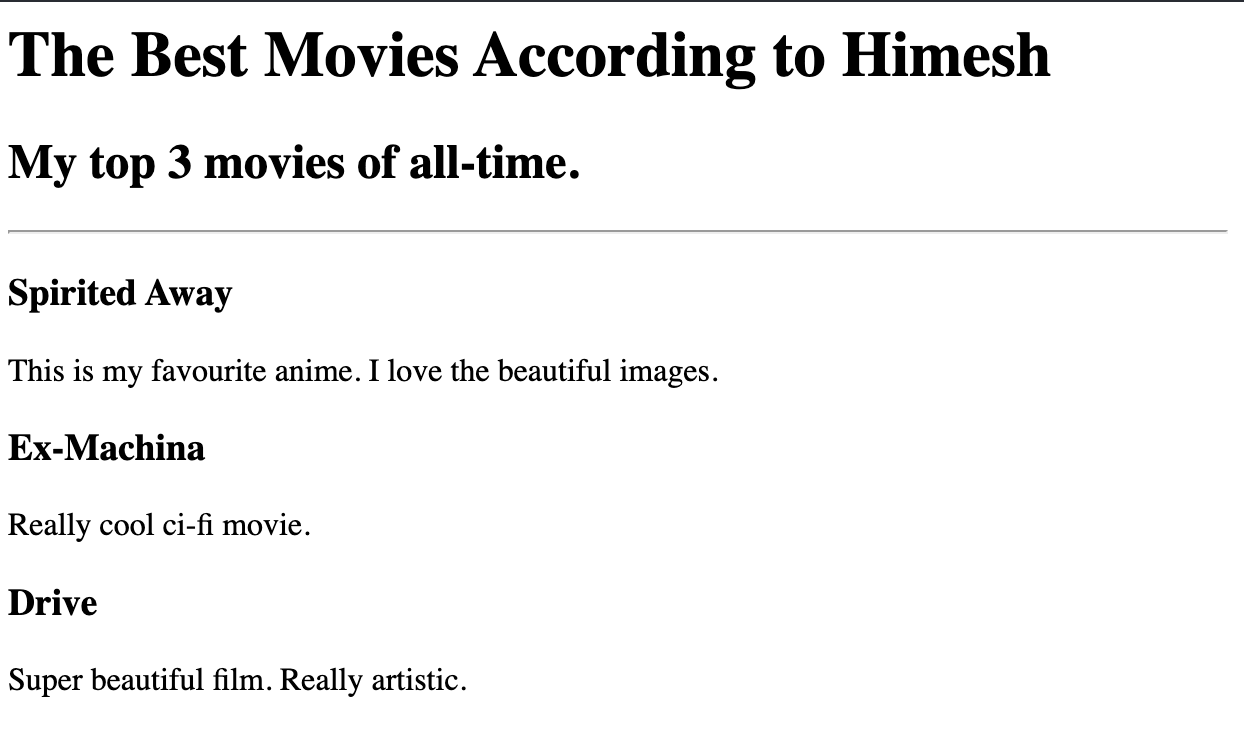 The Best Movies According to Himesh
My top 3 movies of all-time.
Spirited Away
This is my favourite anime. I love the beautiful images.
Ex-Machina
Really cool ci-fi movie.
Drive
Super beautiful film. Really artistic.